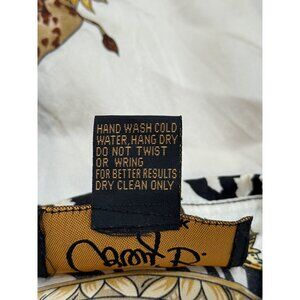 HAND WASH COLD
WATER, HANG DRY
DO NOT TWIST
OR WRING
FOR BETTER RESULTS
DRY CLEAN ONLY